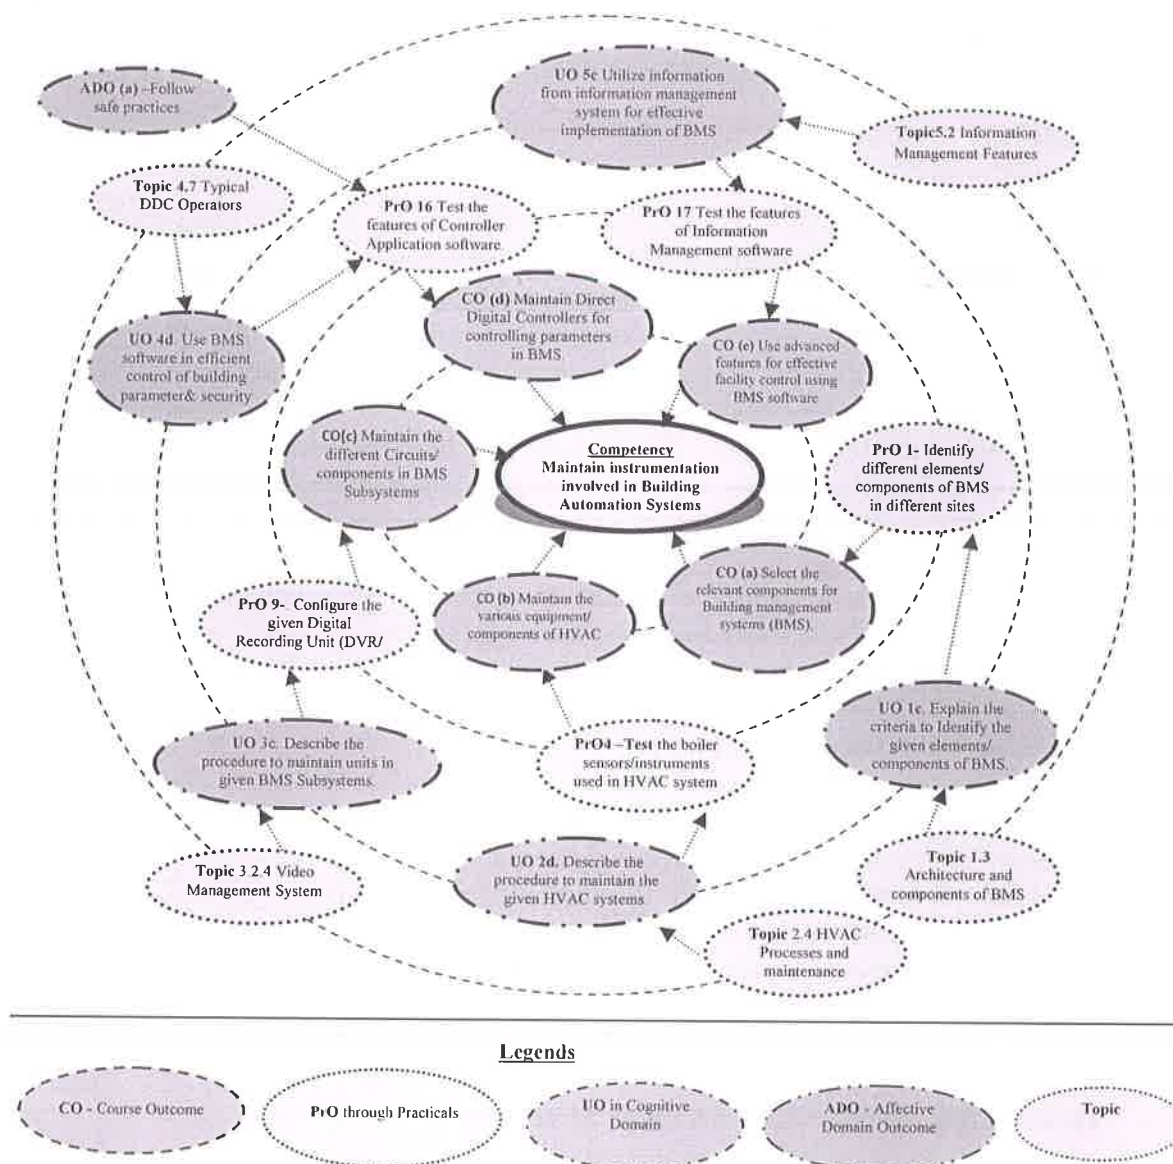 ADO (a) –Follow
safe practices
UO 5c Utilize information
from information management
system for effective
implementation of BMS
Topic5.2 Information
Management Features
Topic 4.7 Typical
DDC Operators
PrO 16 Test the
features of Controller
Application software
PrO 17 Test the features
of Information
Management software
CO (d) Maintain Direct
Digital Controllers for
controlling parameters
in BMS
UO 4d. Use BMS
software in efficient
control of building
parameter& security
CO (e) Use advanced
features for effective
facility control using
BMS software
CO(c) Maintain the
different Circuits/
components in BMS
Subsystems
Competency
Maintain instrumentation
involved in Building
Automation Systems
PrO 1- Identify
different elements/
components of BMS
in different sites
CO (a) Select the
relevant components for
Building management
systems (BMS).
CO (b) Maintain the
various equipment/
components of HVAC
PrO 9- Configure the
given Digital
Recording Unit (DVR/
UO 1c. Explain the
criteria to Identify the
given elements/
components of BMS.
UO 3c. Describe the
procedure to maintain units in
given BMS Subsystems.
PrO4 –Test the boiler
sensors/instruments
used in HVAC system
Topic 3.2.4 Video
Management System
UO 2d. Describe the
procedure to maintain the
given HVAC systems
Topic 1.3
Architecture and
components of BMS
Topic 2.4 HVAC
Processes and
maintenance
Legends
CO - Course Outcome
PrO through Practicals
UO in Cognitive
Domain
ADO - Affective
Domain Outcome
Topic